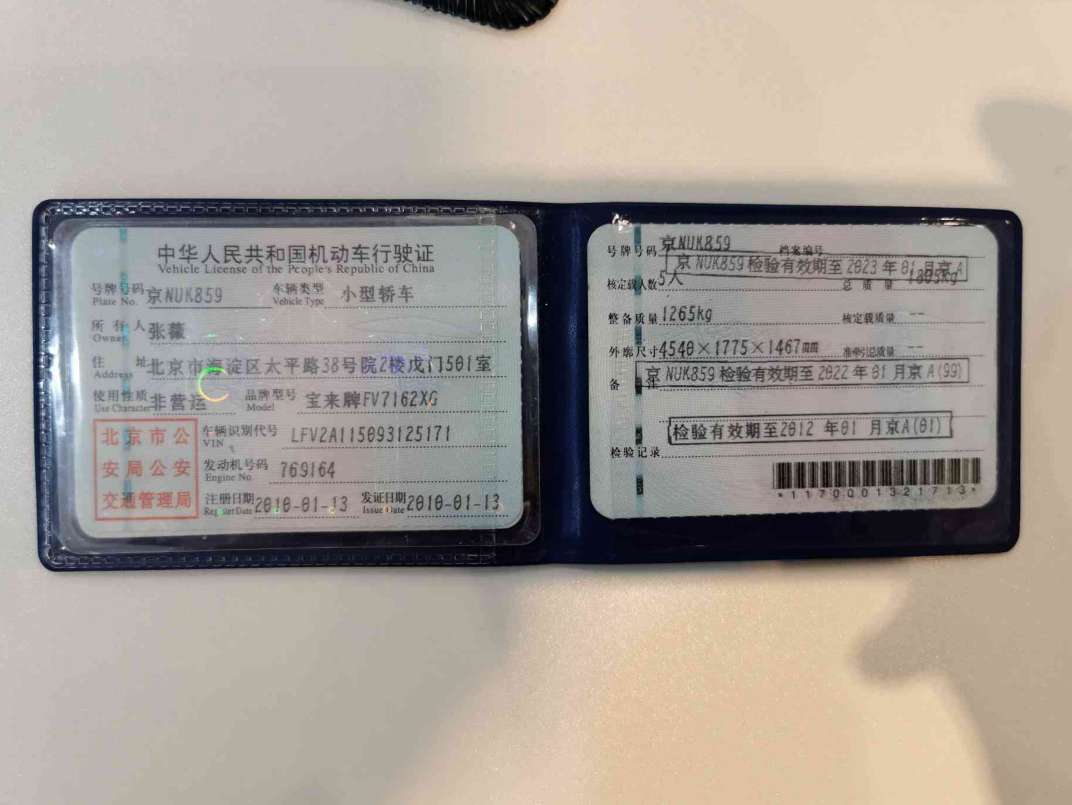 中华人民共和国机动车行驶证
Vehicle License of the People's Republic of China
号牌号码 京NUK859 车辆类型 小型轿车
Plate No. Vehicle Type
所有人 张薇
Owner
住址 北京市海淀区太平路38号院2楼戊门501室
Address
使用性质 非营运 品牌型号 宝来牌FV7162XG
Use Character Model
北京市公
安局公安
交通管理局
车辆识别代号 LFV2A115093125171
VIN
发动机号码 769164
Engine No.
注册日期 2010-01-13 发证日期 2010-01-13
Register Date Issue Date
号牌号码 京NUK859 档案编号
京NUK859检验有效期至2023年01月京A
核定载人数 5人 总质量
整备质量 1265kg 核定载质量 --
外廓尺寸 4540×1775×1467mm 准牵引总质量 --
备
京NUK859检验有效期至2022年01月京A(99)
检验有效期至2012年01月京A(01)
检验记录
*1170001321713*